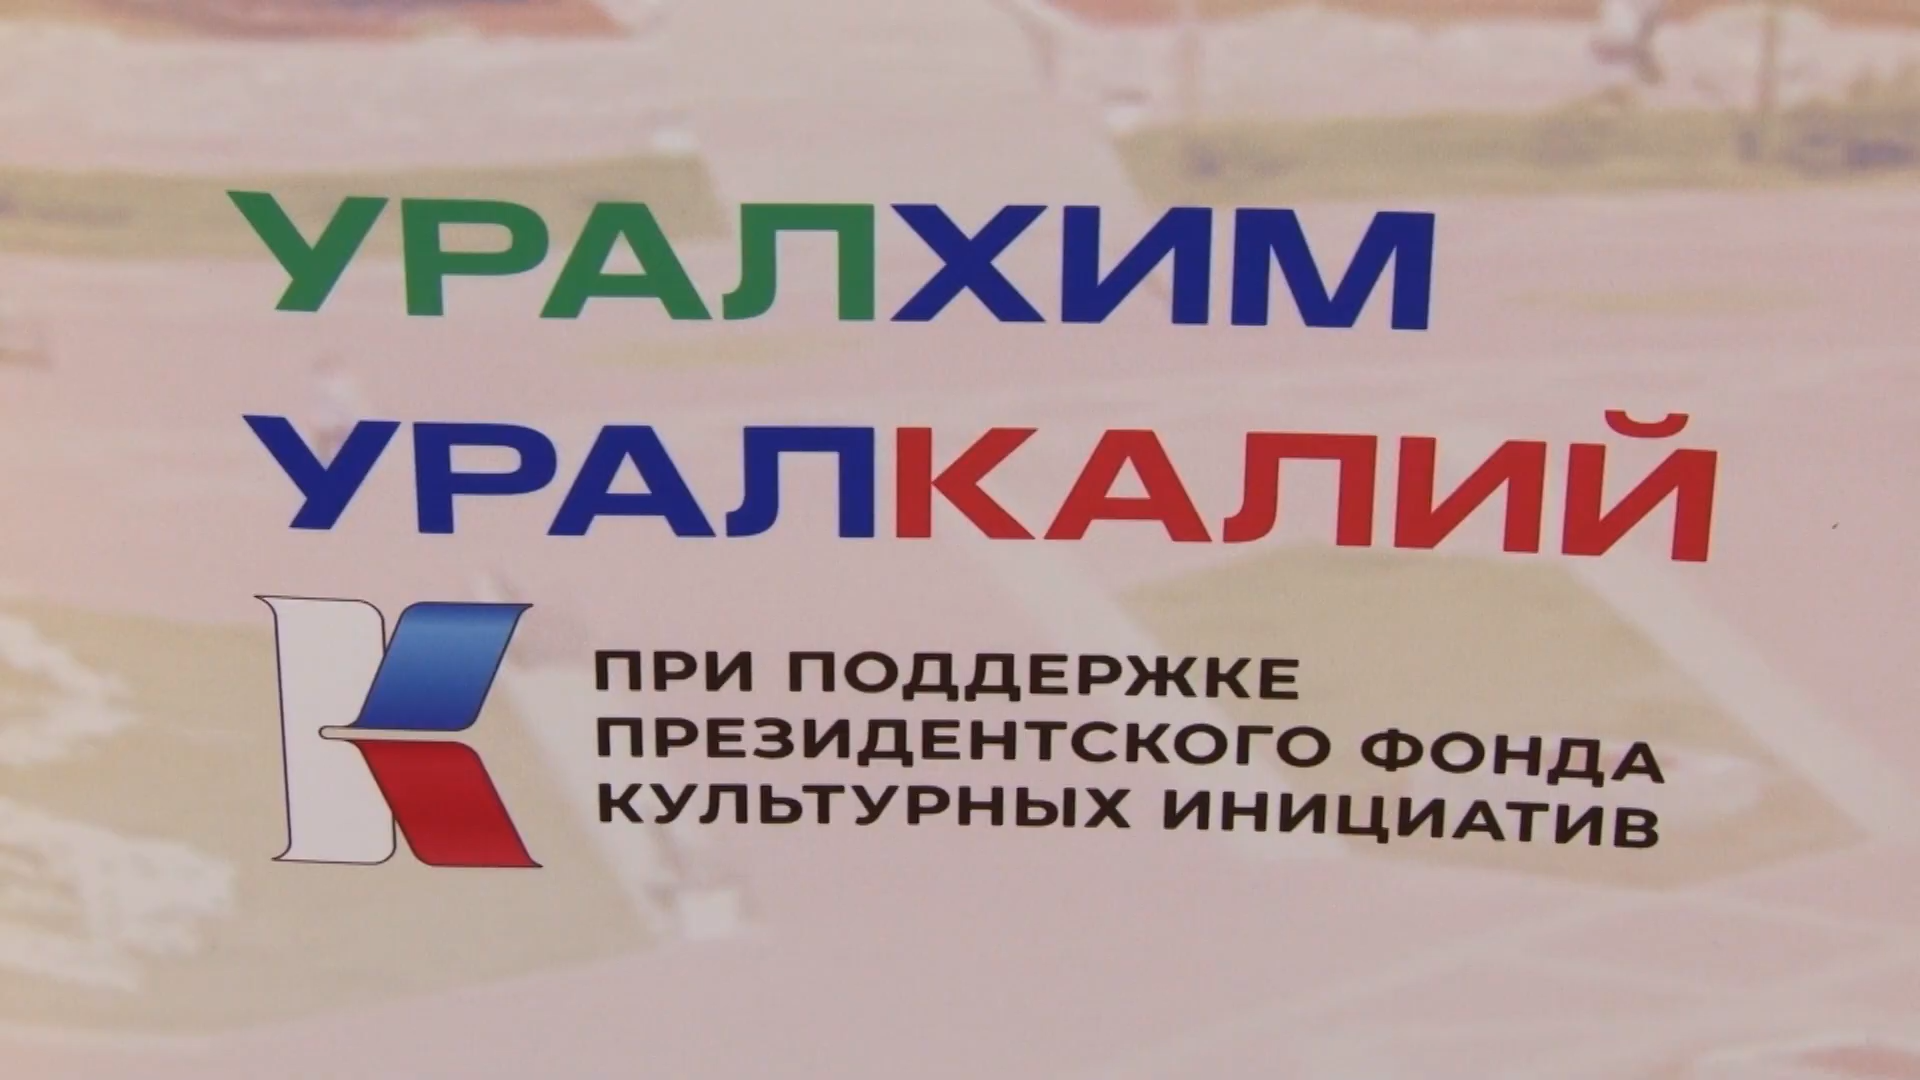 УРАЛХИМ
УРАЛКАЛИЙ
ПРИ ПОДДЕРЖКЕ
ПРЕЗИДЕНТСКОГО ФОНДА
КУЛЬТУРНЫХ ИНИЦИАТИВ